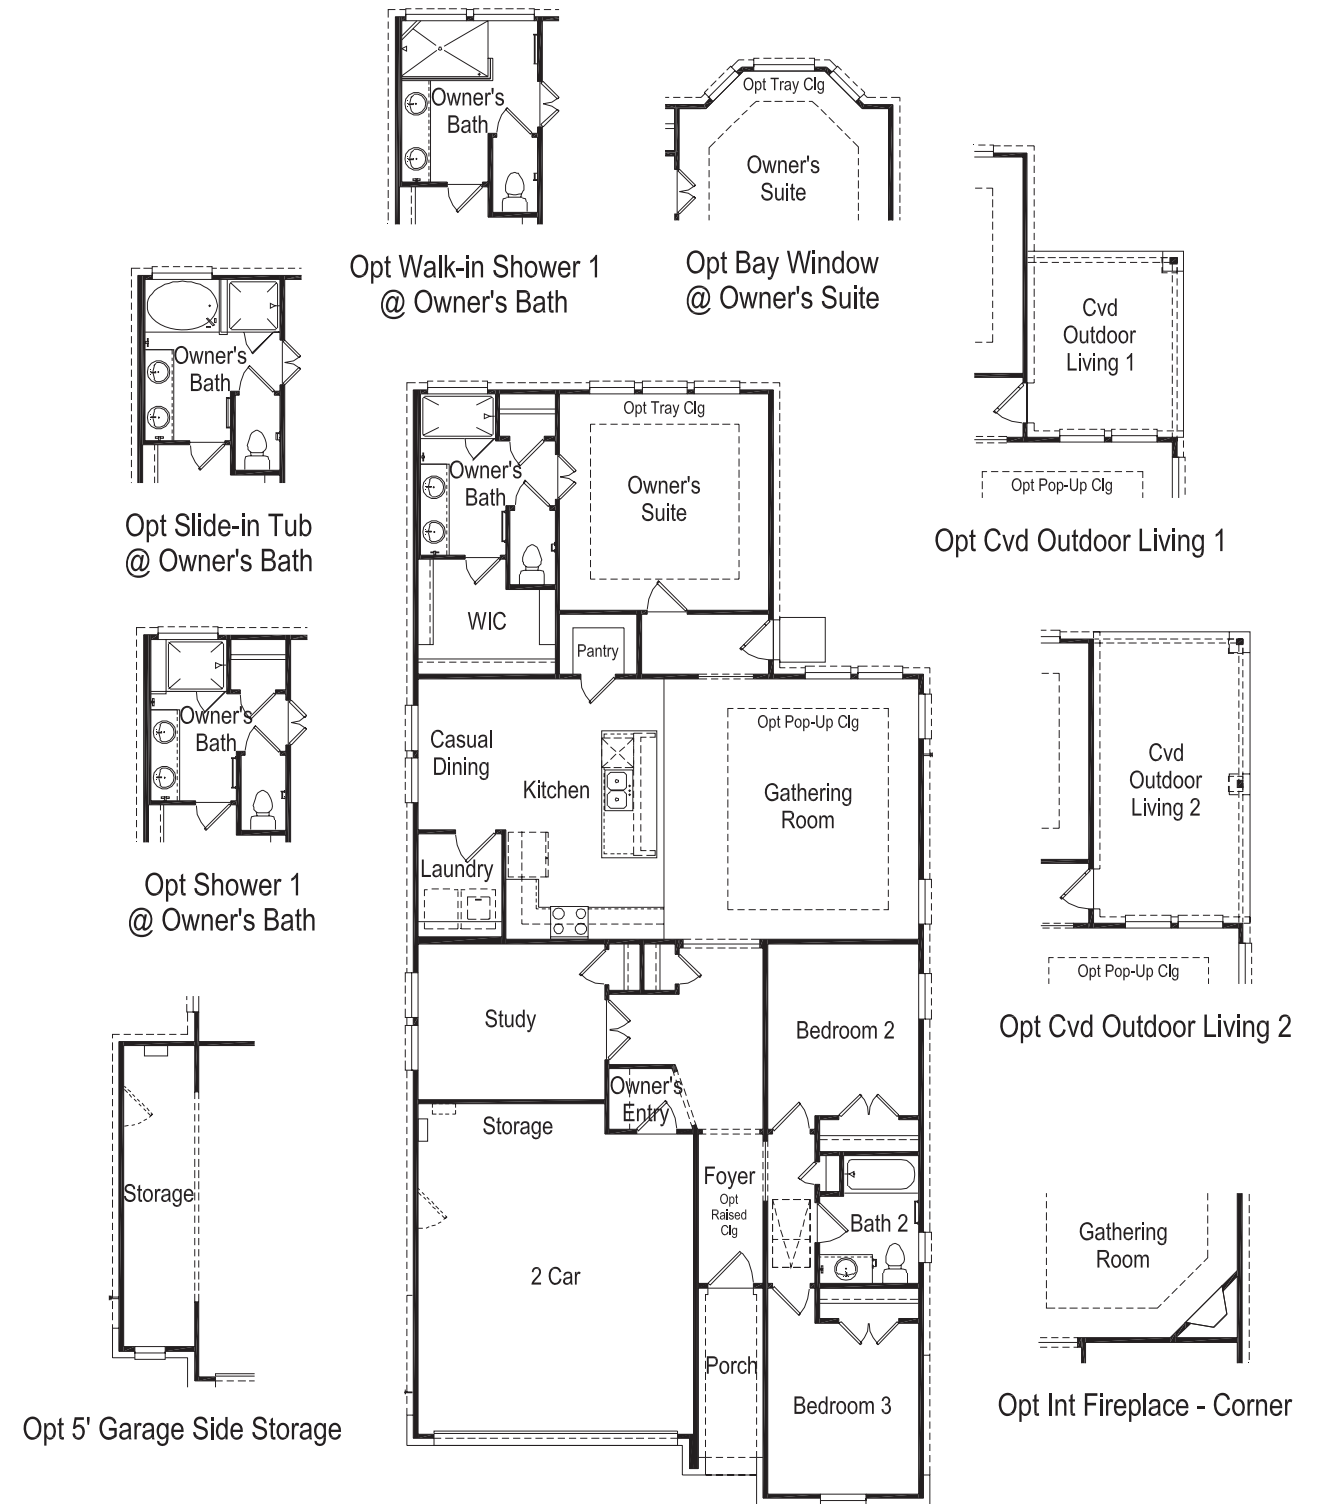 Owner's
Bath
Opt Walk-in Shower 1
@ Owner's Bath
Opt Tray Clg
Owner's
Suite
Opt Bay Window
@ Owner's Suite
Cvd
Outdoor
Living 1
Opt Pop-Up Clg
Opt Cvd Outdoor Living 1
Owner's
Bath
Opt Slide-in Tub
@ Owner's Bath
Owner's
Bath
Opt Shower 1
@ Owner's Bath
Opt Tray Clg
Owner's
Suite
Owner's
Bath
WIC
Pantry
Casual
Dining
Kitchen
Opt Pop-Up Clg
Gathering
Room
Laundry
Study
Bedroom 2
Owner's
Entry
Storage
Foyer
Opt
Raised
Clg
Bath 2
2 Car
Porch
Bedroom 3
Cvd
Outdoor
Living 2
Opt Pop-Up Clg
Opt Cvd Outdoor Living 2
Storage
Opt 5' Garage Side Storage
Gathering
Room
Opt Int Fireplace - Corner